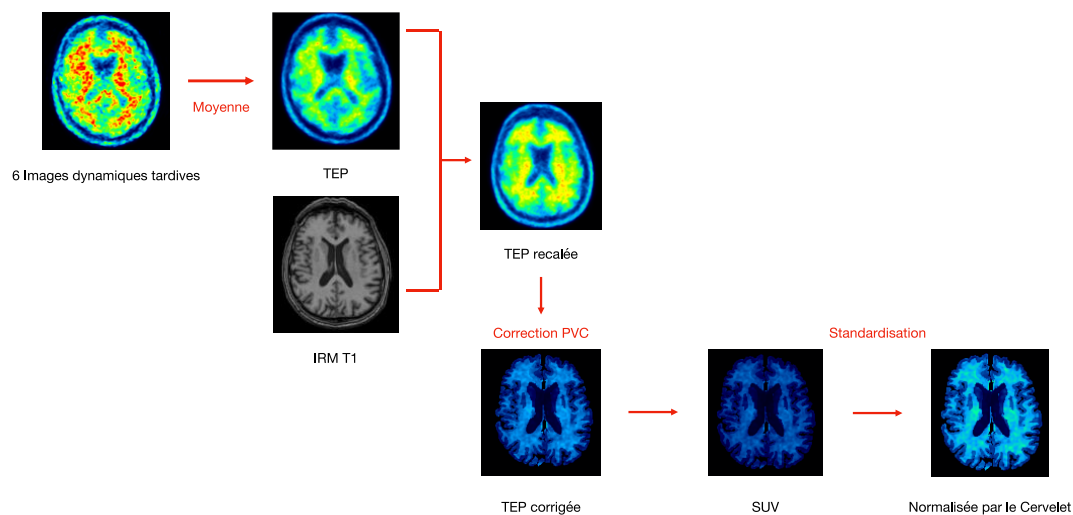 Moyenne
6 Images dynamiques tardives
TEP
TEP recalée
IRM T1
Correction PVC
Standardisation
TEP corrigée
SUV
Normalisée par le Cervelet